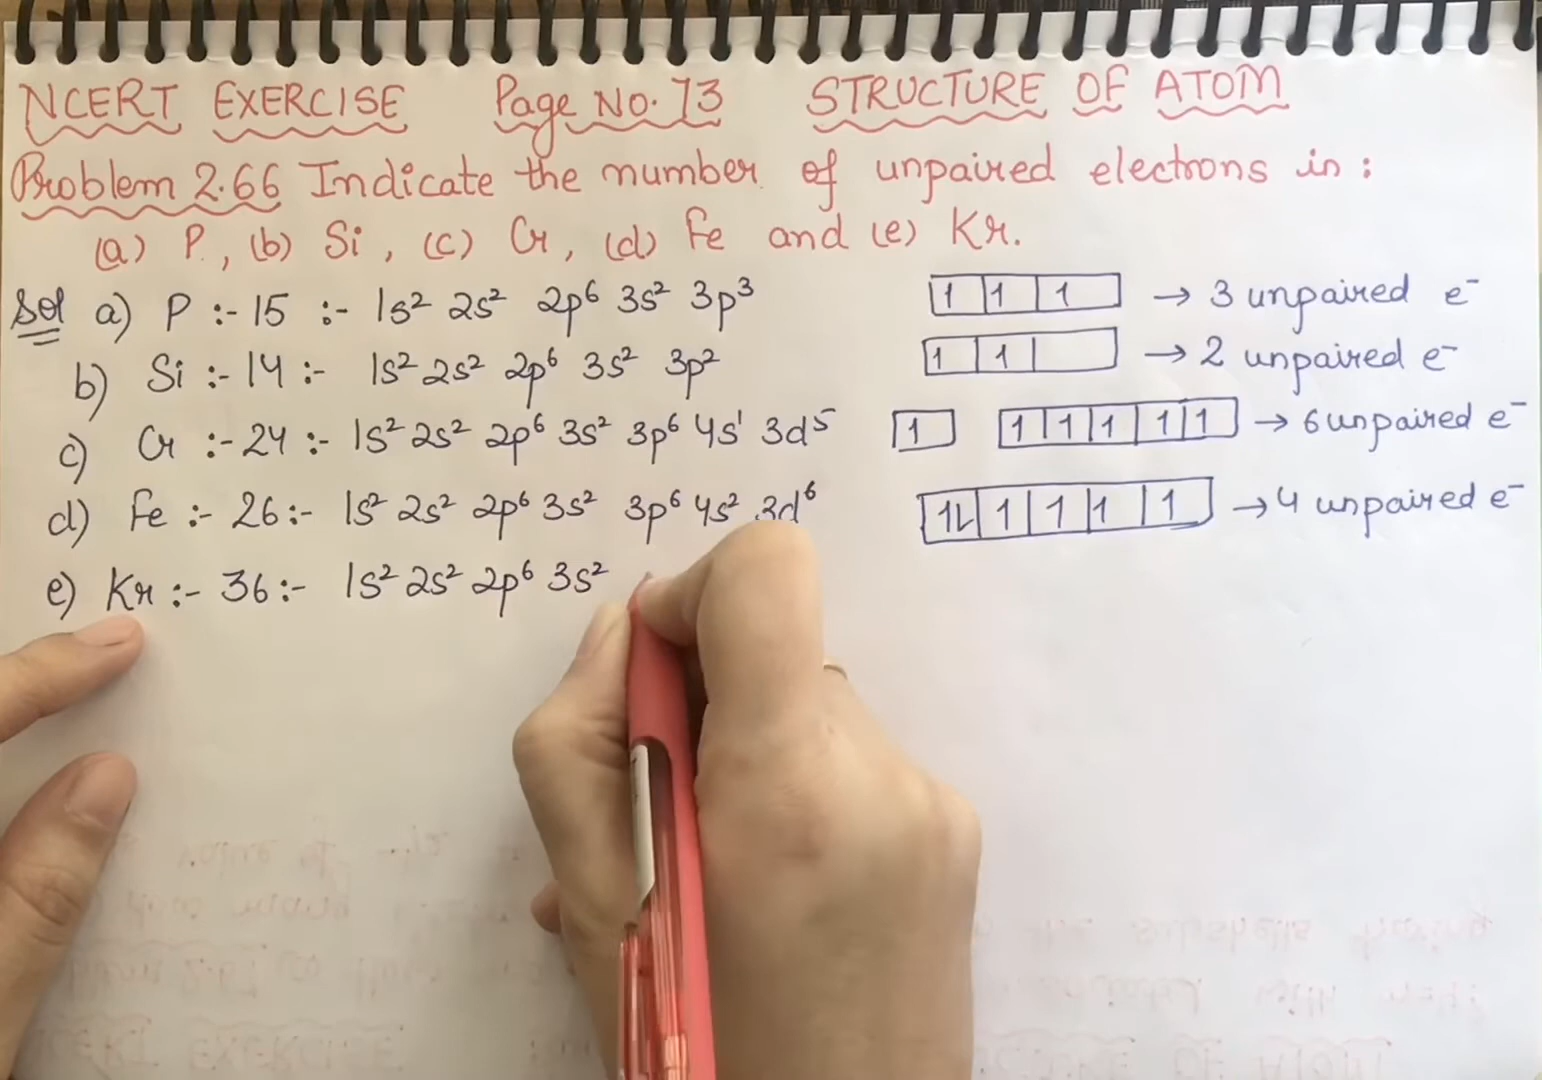 NCERT EXERCISE Page No. 73 STRUCTURE OF ATOM
Problem 2.66 Indicate the number of unpaired electrons in :
(a) P, (b) Si, (c) Cr, (d) Fe and (e) Kr.
Sol a) P :- 15 :- 1s² 2s² 2p⁶ 3s² 3p³ 1 1 1 → 3 unpaired e⁻
b) Si :- 14 :- 1s² 2s² 2p⁶ 3s² 3p² 1 1 → 2 unpaired e⁻
c) Cr :- 24 :- 1s² 2s² 2p⁶ 3s² 3p⁶ 4s¹ 3d⁵ 1 1 1 1 1 1 → 6 unpaired e⁻
d) Fe :- 26 :- 1s² 2s² 2p⁶ 3s² 3p⁶ 4s² 3d⁶ 1L 1 1 1 1 → 4 unpaired e⁻
e) Kr :- 36 :- 1s² 2s² 2p⁶ 3s²